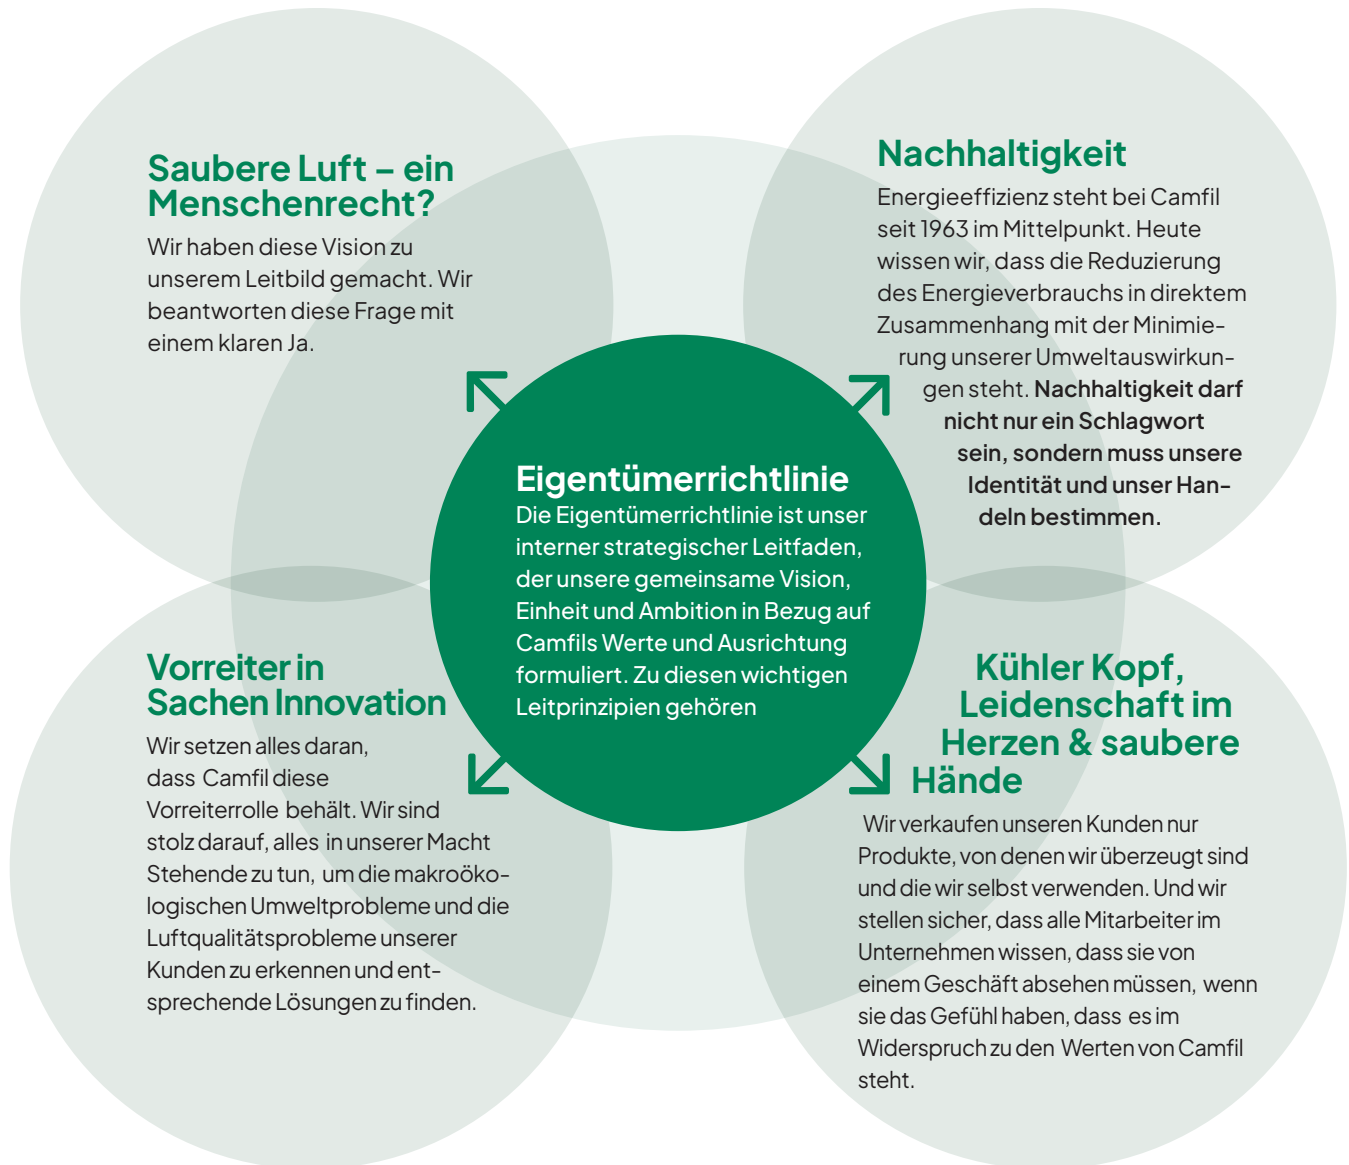 Saubere Luft – ein
Menschenrecht?
Wir haben diese Vision zu
unserem Leitbild gemacht. Wir
beantworten diese Frage mit
einem klaren Ja.
Nachhaltigkeit
Energieeffizienz steht bei Camfil
seit 1963 im Mittelpunkt. Heute
wissen wir, dass die Reduzierung
des Energieverbrauchs in direktem
Zusammenhang mit der Minimie-
rung unserer Umweltauswirkun-
gen steht. Nachhaltigkeit darf
nicht nur ein Schlagwort
sein, sondern muss unsere
Identität und unser Han-
deln bestimmen.
Eigentümerrichtlinie
Die Eigentümerrichtlinie ist unser
interner strategischer Leitfaden,
der unsere gemeinsame Vision,
Einheit und Ambition in Bezug auf
Camfils Werte und Ausrichtung
formuliert. Zu diesen wichtigen
Leitprinzipien gehören
Vorreiter in
Sachen Innovation
Wir setzen alles daran,
dass Camfil diese
Vorreiterrolle behält. Wir sind
stolz darauf, alles in unserer Macht
Stehende zu tun, um die makroöko-
logischen Umweltprobleme und die
Luftqualitätsprobleme unserer
Kunden zu erkennen und ent-
sprechende Lösungen zu finden.
Kühler Kopf,
Leidenschaft im
Herzen & saubere
Hände
Wir verkaufen unseren Kunden nur
Produkte, von denen wir überzeugt sind
und die wir selbst verwenden. Und wir
stellen sicher, dass alle Mitarbeiter im
Unternehmen wissen, dass sie von
einem Geschäft absehen müssen, wenn
sie das Gefühl haben, dass es im
Widerspruch zu den Werten von Camfil
steht.